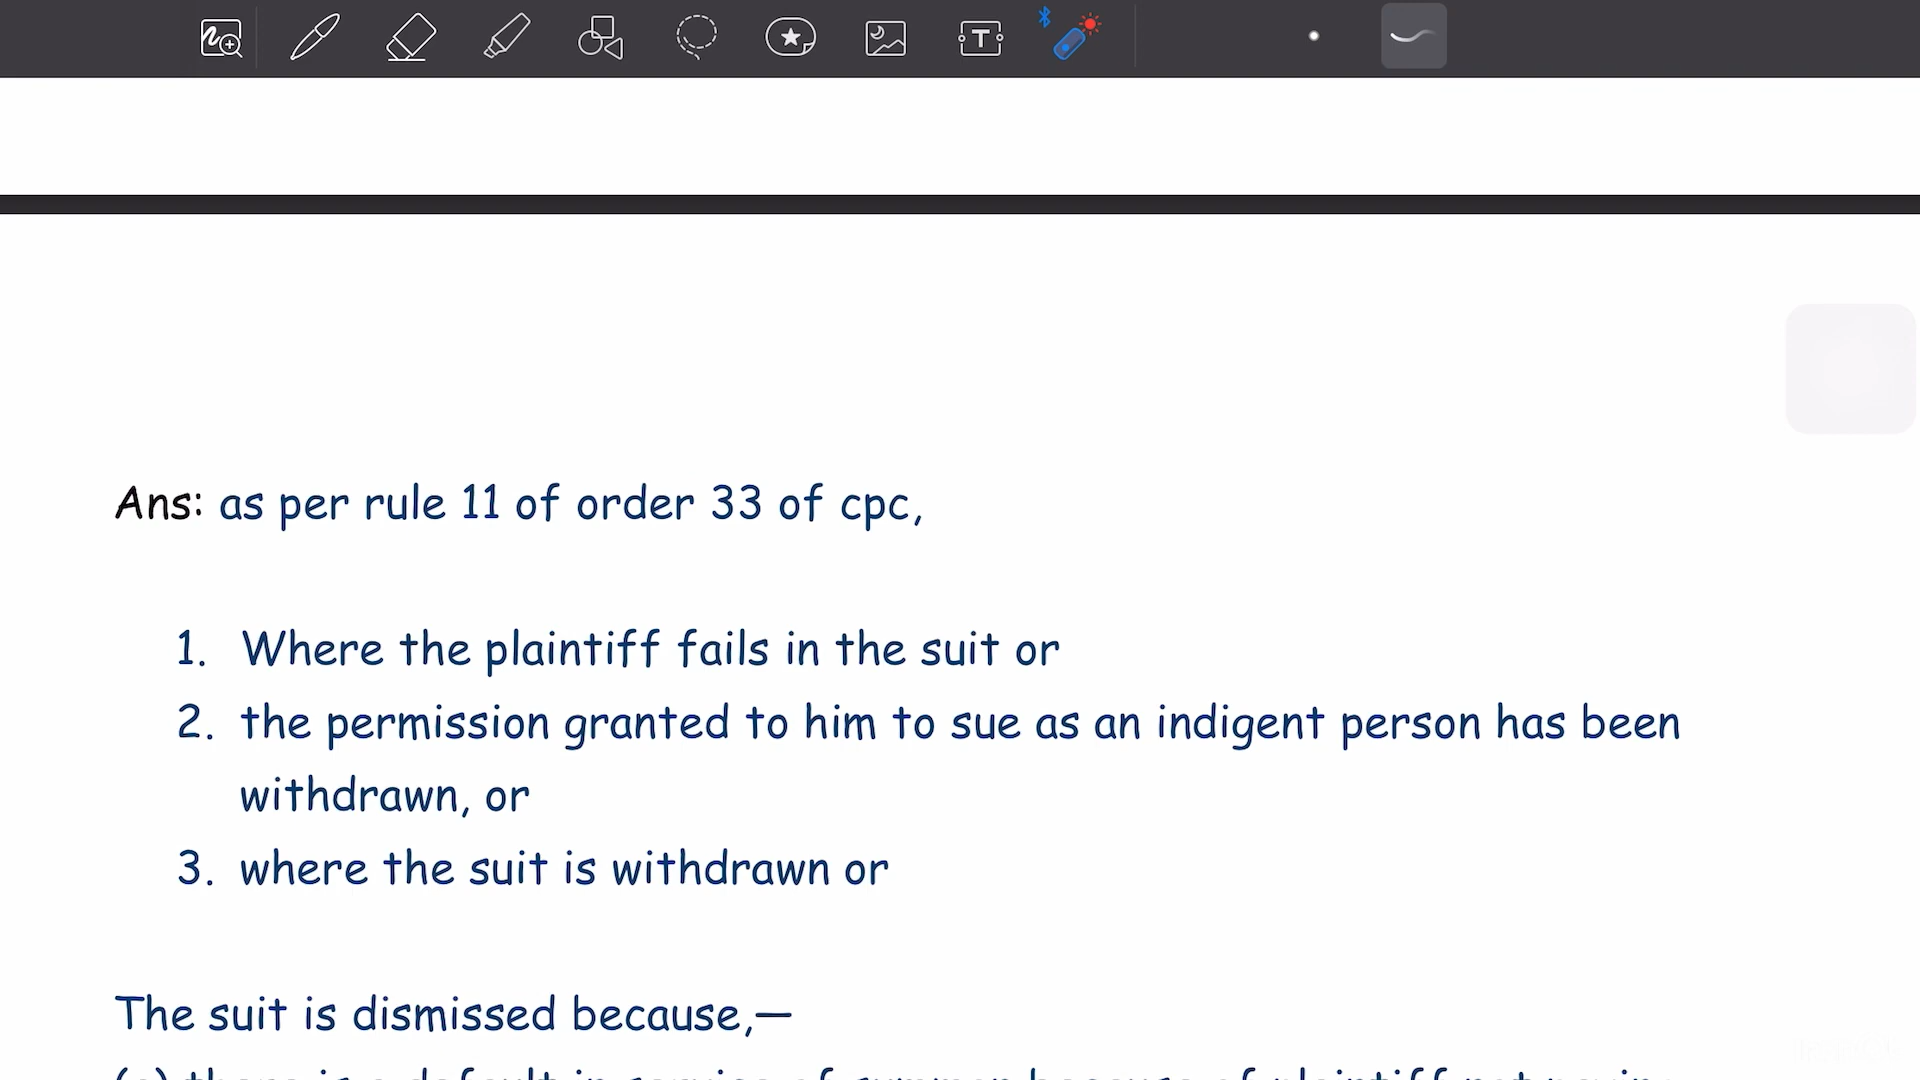 Ans: as per rule 11 of order 33 of cpc,
1. Where the plaintiff fails in the suit or
2. the permission granted to him to sue as an indigent person has been
withdrawn, or
3. where the suit is withdrawn or
The suit is dismissed because,—